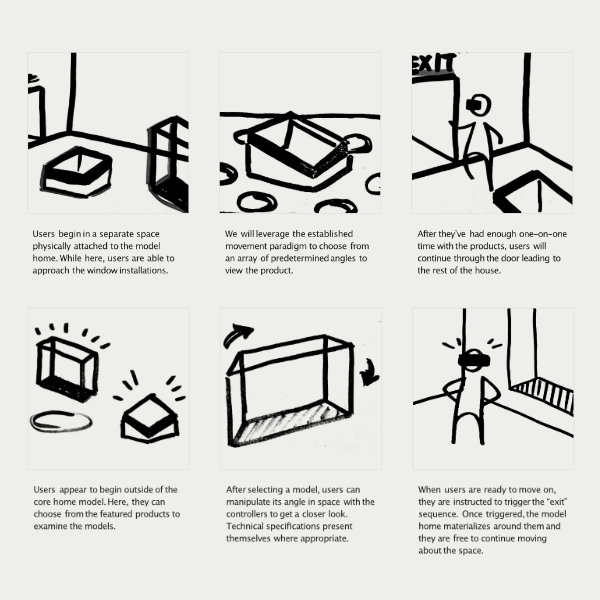 EXIT
Users begin in a separate space
physically attached to the model
home. While here, users are able to
approach the window installations.
We will leverage the established
movement paradigm to choose from
an array of predetermined angles to
view the product.
After they've had enough one-on-one
time with the products, users will
continue through the door leading to
the rest of the house.
Users appear to begin outside of the
core home model. Here, they can
choose from the featured products to
examine the models.
After selecting a model, users can
manipulate its angle in space with the
controllers to get a closer look.
Technical specifications present
themselves where appropriate.
When users are ready to move on,
they are instructed to trigger the "exit"
sequence. Once triggered, the model
home materializes around them and
they are free to continue moving
about the space.